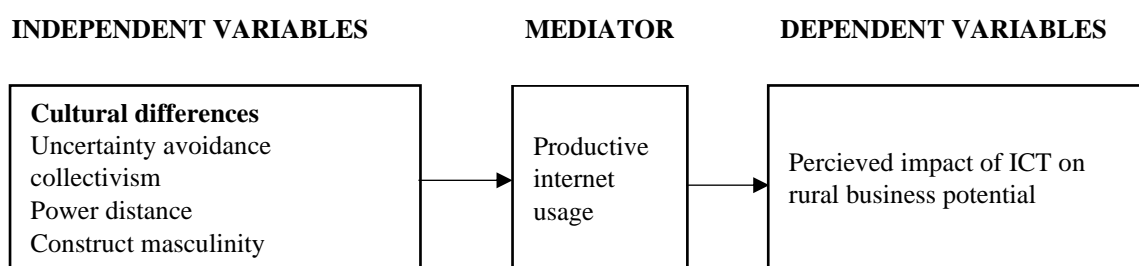 INDEPENDENT VARIABLES MEDIATOR DEPENDENT VARIABLES
Cultural differences
Uncertainty avoidance
collectivism
Power distance
Construct masculinity
Productive
internet
usage
Percieved impact of ICT on
rural business potential